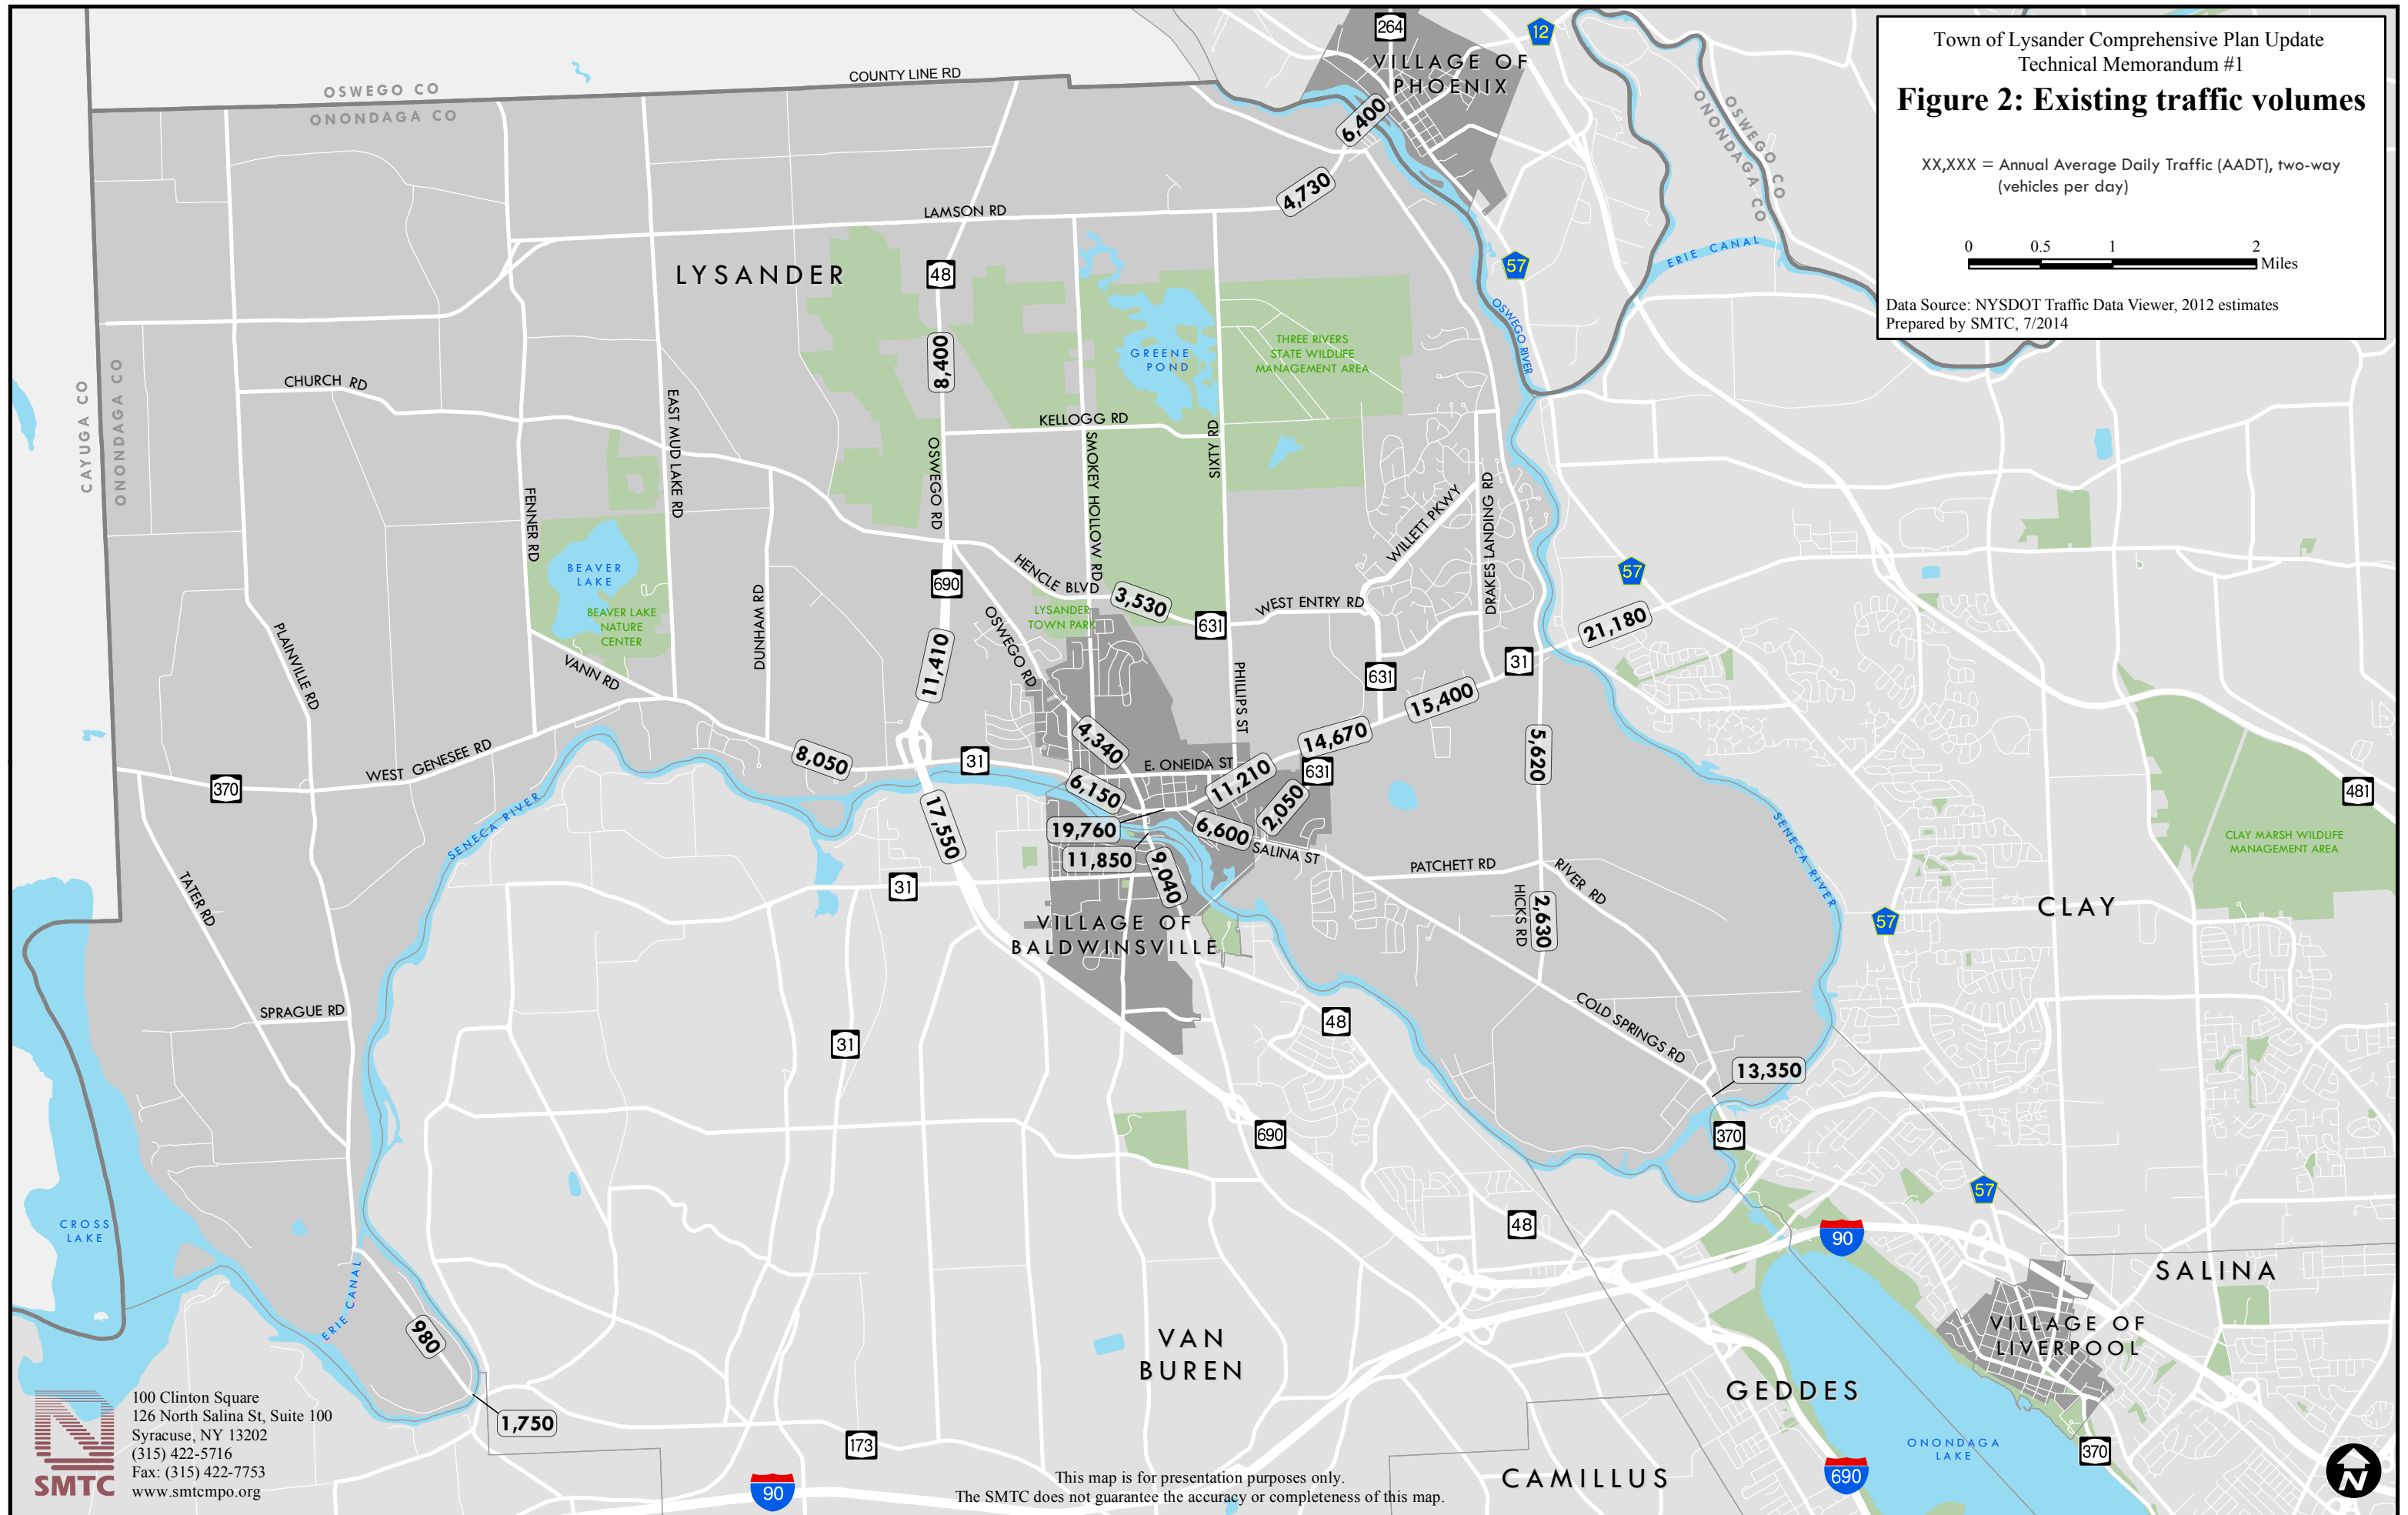 Town of Lysander Comprehensive Plan Update
Technical Memorandum #1
Figure 2: Existing traffic volumes
XX,XXX = Annual Average Daily Traffic (AADT), two-way
(vehicles per day)
0 0.5 1 2
Miles
Data Source: NYSDOT Traffic Data Viewer, 2012 estimates
Prepared by SMTC, 7/2014
264
12
VILLAGE OF
PHOENIX
COUNTY LINE RD
OSWEGO CO
ONONDAGA CO
6,400
OSWEGO CO
ONONDAGA CO
4,730
LAMSON RD
ERIE CANAL
LYSANDER
48
57
OSWEGO RIVER
8,400
GREENE
POND
THREE RIVERS
STATE WILDLIFE
MANAGEMENT AREA
CAYUGA CO
ONONDAGA CO
CHURCH RD
EAST MUD LAKE RD
KELLOGG RD
OSWEGO RD
SMOKEY HOLLOW RD
SIXTY RD
FENNER RD
WILLETT PKWY
DRAKES LANDING RD
BEAVER
LAKE
BEAVER LAKE
NATURE
CENTER
690
HENCLE BLVD
3,530
57
LYSANDER
TOWN PARK
631
WEST ENTRY RD
21,180
PLAINVILLE RD
VANN RD
DUNHAM RD
11,410
OSWEGO RD
PHILLIPS ST
631
31
15,400
4,340
14,670
5,620
WEST GENESEE RD
8,050
31
E. ONEIDA ST
11,210
631
370
6,150
2,050
481
SENECA RIVER
17,550
19,760
6,600
SALINA ST
11,850
9,040
PATCHETT RD
RIVER RD
SENECA RIVER
CLAY MARSH WILDLIFE
MANAGEMENT AREA
TATER RD
31
HICKS RD
2,630
CLAY
57
VILLAGE OF
BALDWINSVILLE
SPRAGUE RD
48
COLD SPRINGS RD
31
13,350
690
370
57
CROSS
LAKE
48
90
SALINA
ERIE CANAL
980
VAN
BUREN
VILLAGE OF
LIVERPOOL
GEDDES
1,750
173
ONONDAGA
LAKE
370
90
CAMILLUS
690
N
SMTC
100 Clinton Square
126 North Salina St, Suite 100
Syracuse, NY 13202
(315) 422-5716
Fax: (315) 422-7753
www.smtcmpo.org
This map is for presentation purposes only.
The SMTC does not guarantee the accuracy or completeness of this map.